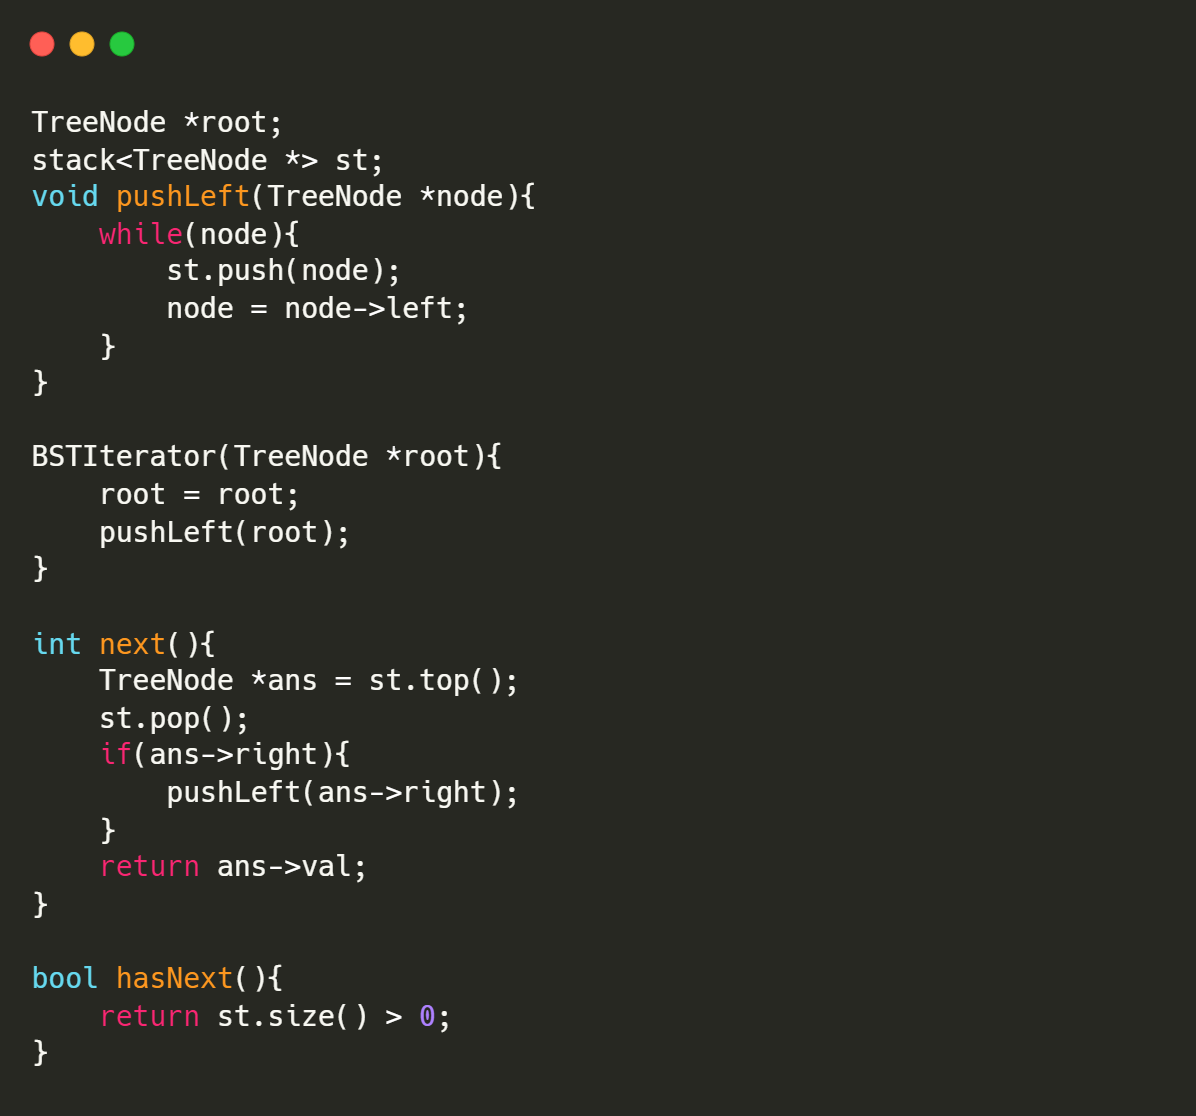 TreeNode *root;
stack<TreeNode *> st;
void pushLeft(TreeNode *node){
    while(node){
        st.push(node);
        node = node->left;
    }
}

BSTIterator(TreeNode *root){
    root = root;
    pushLeft(root);
}

int next(){
    TreeNode *ans = st.top();
    st.pop();
    if(ans->right){
        pushLeft(ans->right);
    }
    return ans->val;
}

bool hasNext(){
    return st.size() > 0;
}